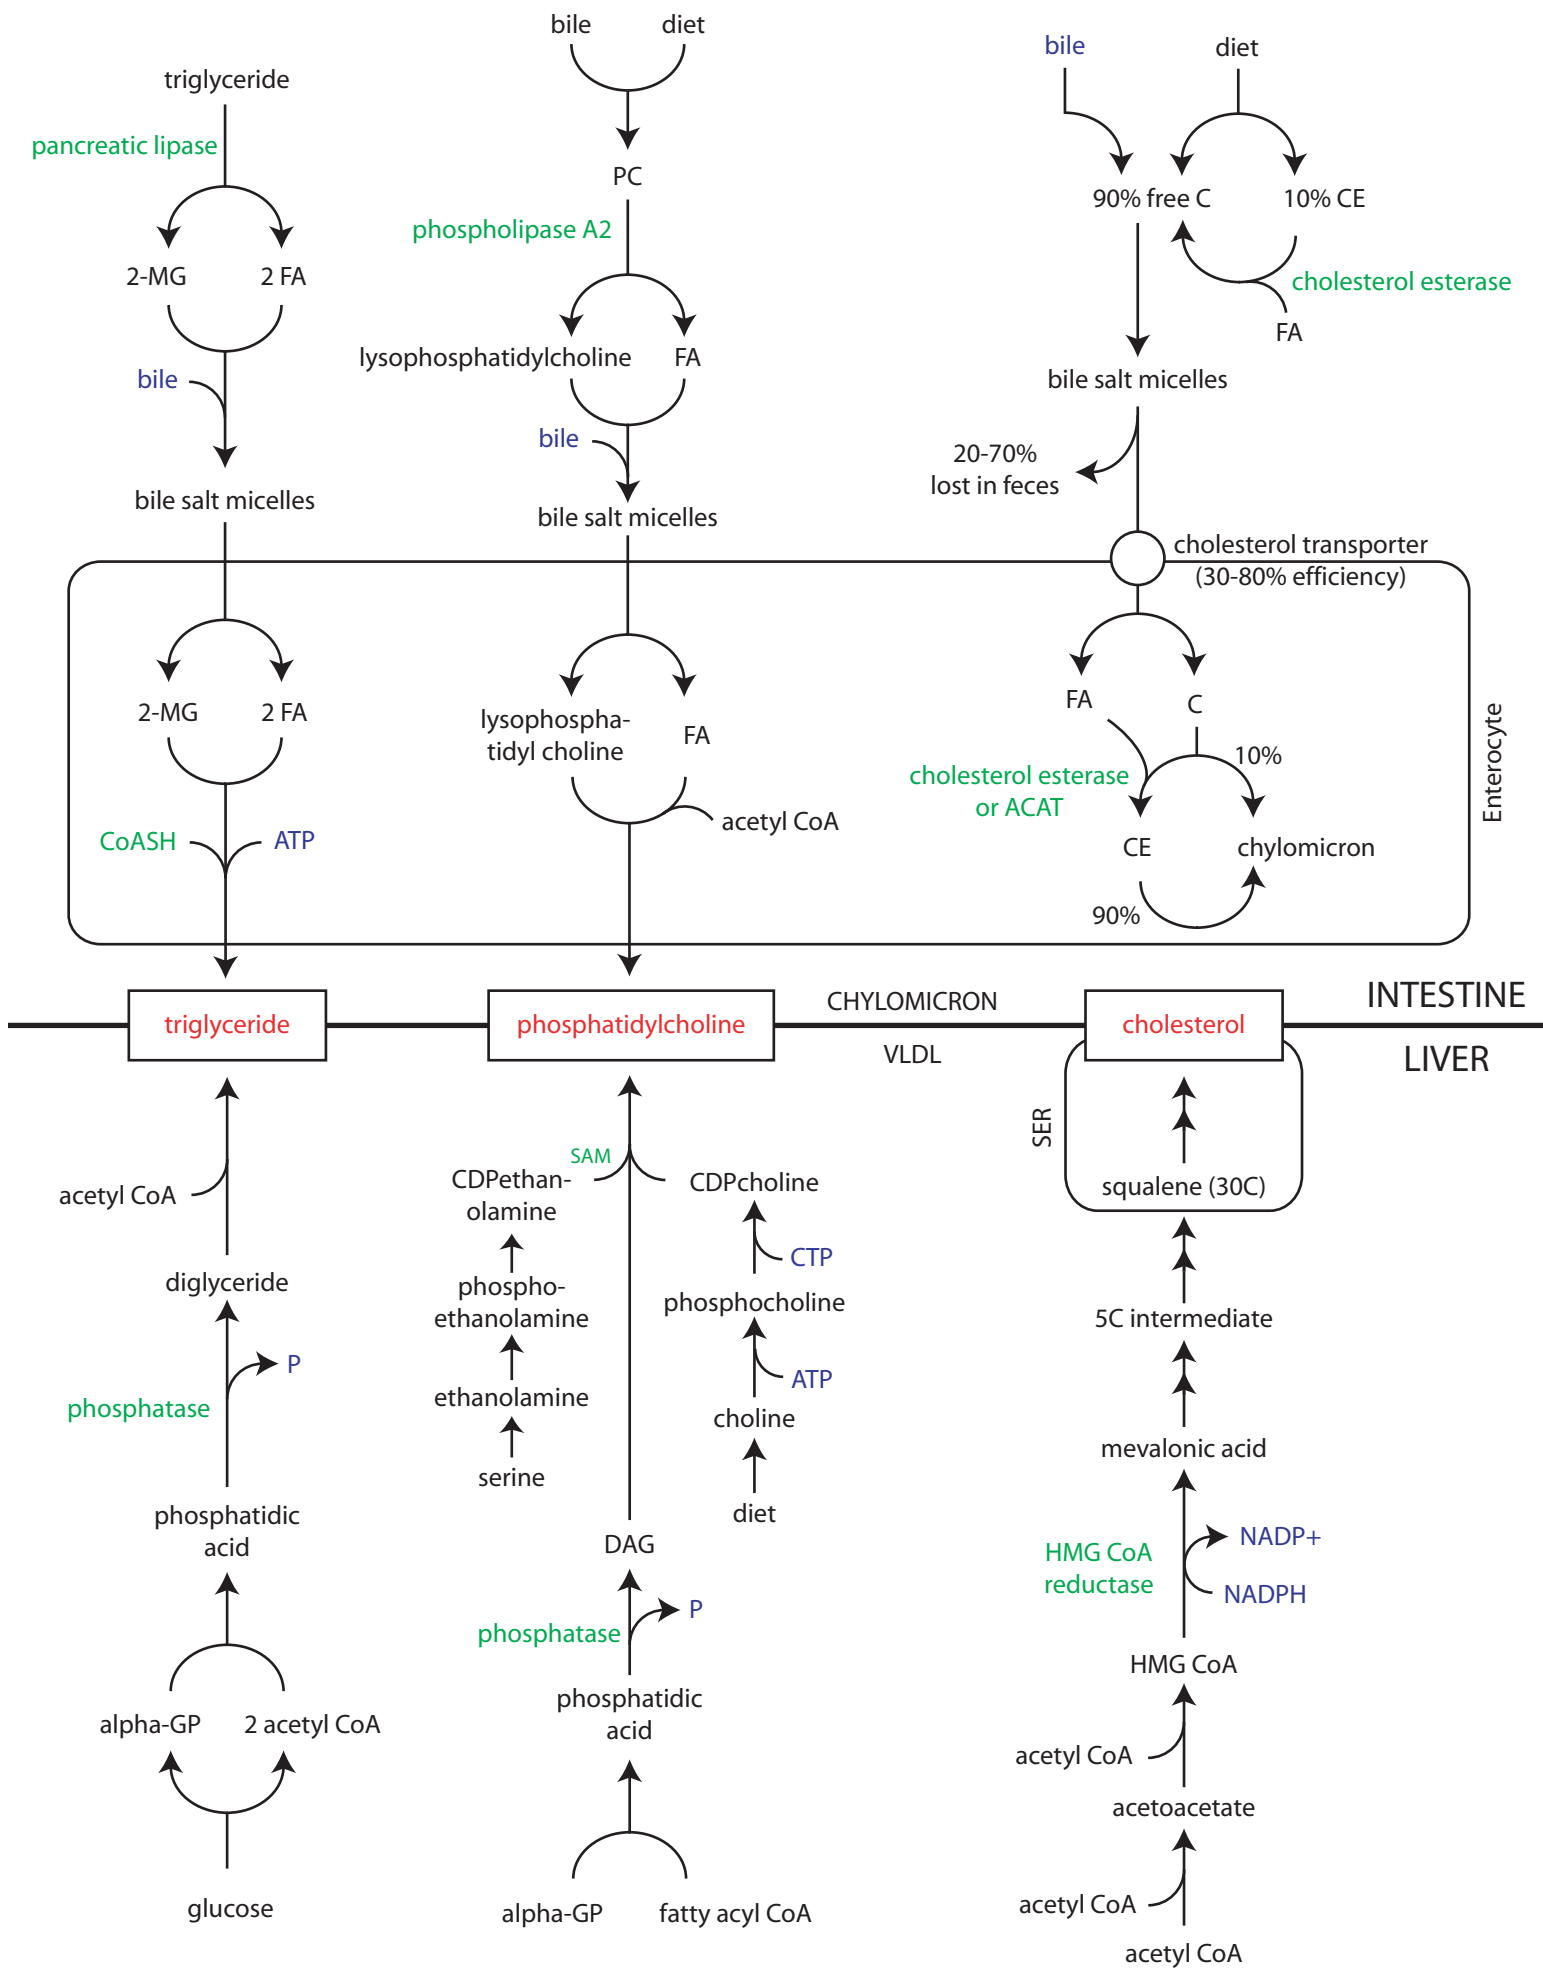 bile
diet
bile
diet
triglyceride
pancreatic lipase
PC
90% free C
10% CE
phospholipase A2
2-MG
2 FA
cholesterol esterase
FA
lysophosphatidylcholine
FA
bile
bile salt micelles
bile
20-70%
lost in feces
bile salt micelles
bile salt micelles
cholesterol transporter
(30-80% efficiency)
2-MG
2 FA
lysophospha-
tidyl choline
FA
FA
C
10%
Enterocyte
cholesterol esterase
or ACAT
acetyl CoA
CoASH
ATP
CE
chylomicron
90%
triglyceride
phosphatidylcholine
CHYLOMICRON
VLDL
cholesterol
INTESTINE
LIVER
SER
acetyl CoA
SAM
CDPethan-
olamine
CDPcholine
squalene (30C)
CTP
diglyceride
phospho-
ethanolamine
phosphocholine
5C intermediate
P
phosphatase
ATP
ethanolamine
choline
mevalonic acid
serine
diet
phosphatidic
acid
DAG
HMG CoA
reductase
NADP+
NADPH
P
phosphatase
HMG CoA
phosphatidic
acid
alpha-GP
2 acetyl CoA
acetyl CoA
acetoacetate
glucose
alpha-GP
fatty acyl CoA
acetyl CoA
acetyl CoA